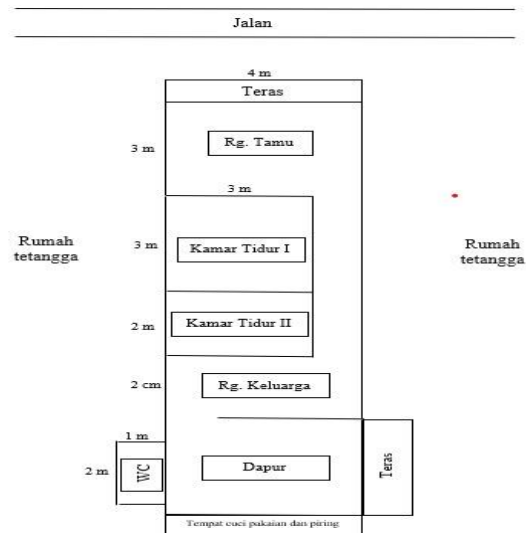 Jalan
4 m
Teras
3 m
Rg. Tamu
3 m
Rumah
tetangga
3 m
Kamar Tidur I
Rumah
tetangga
2 m
Kamar Tidur II
2 cm
Rg. Keluarga
1 m
2 m
WC
Dapur
Teras
Tempat cuci pakaian dan piring